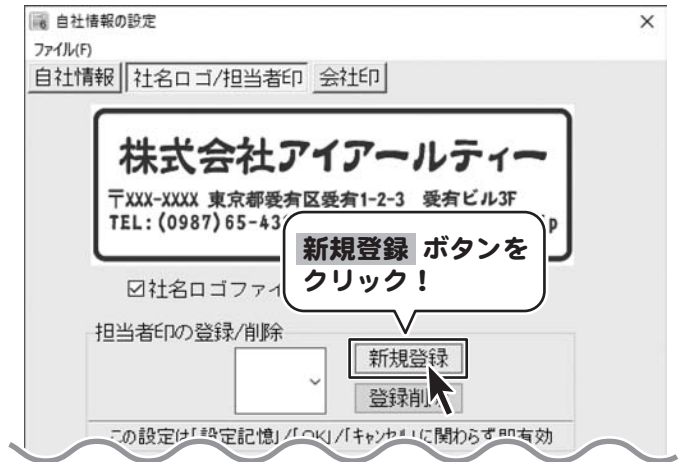 自社情報の設定
ファイル(F)
自社情報 社名ロゴ/担当者印 会社印
株式会社アイアールティー
〒XXX-XXXX 東京都愛有区愛有1-2-3 愛有ビル3F
TEL:(0987)65-43
新規登録 ボタンを
クリック！
☑社名ロゴファイ
担当者印の登録/削除
新規登録
登録削
この設定は「設定記憶」/「OK」/「キャンセル」に関わらず即有効